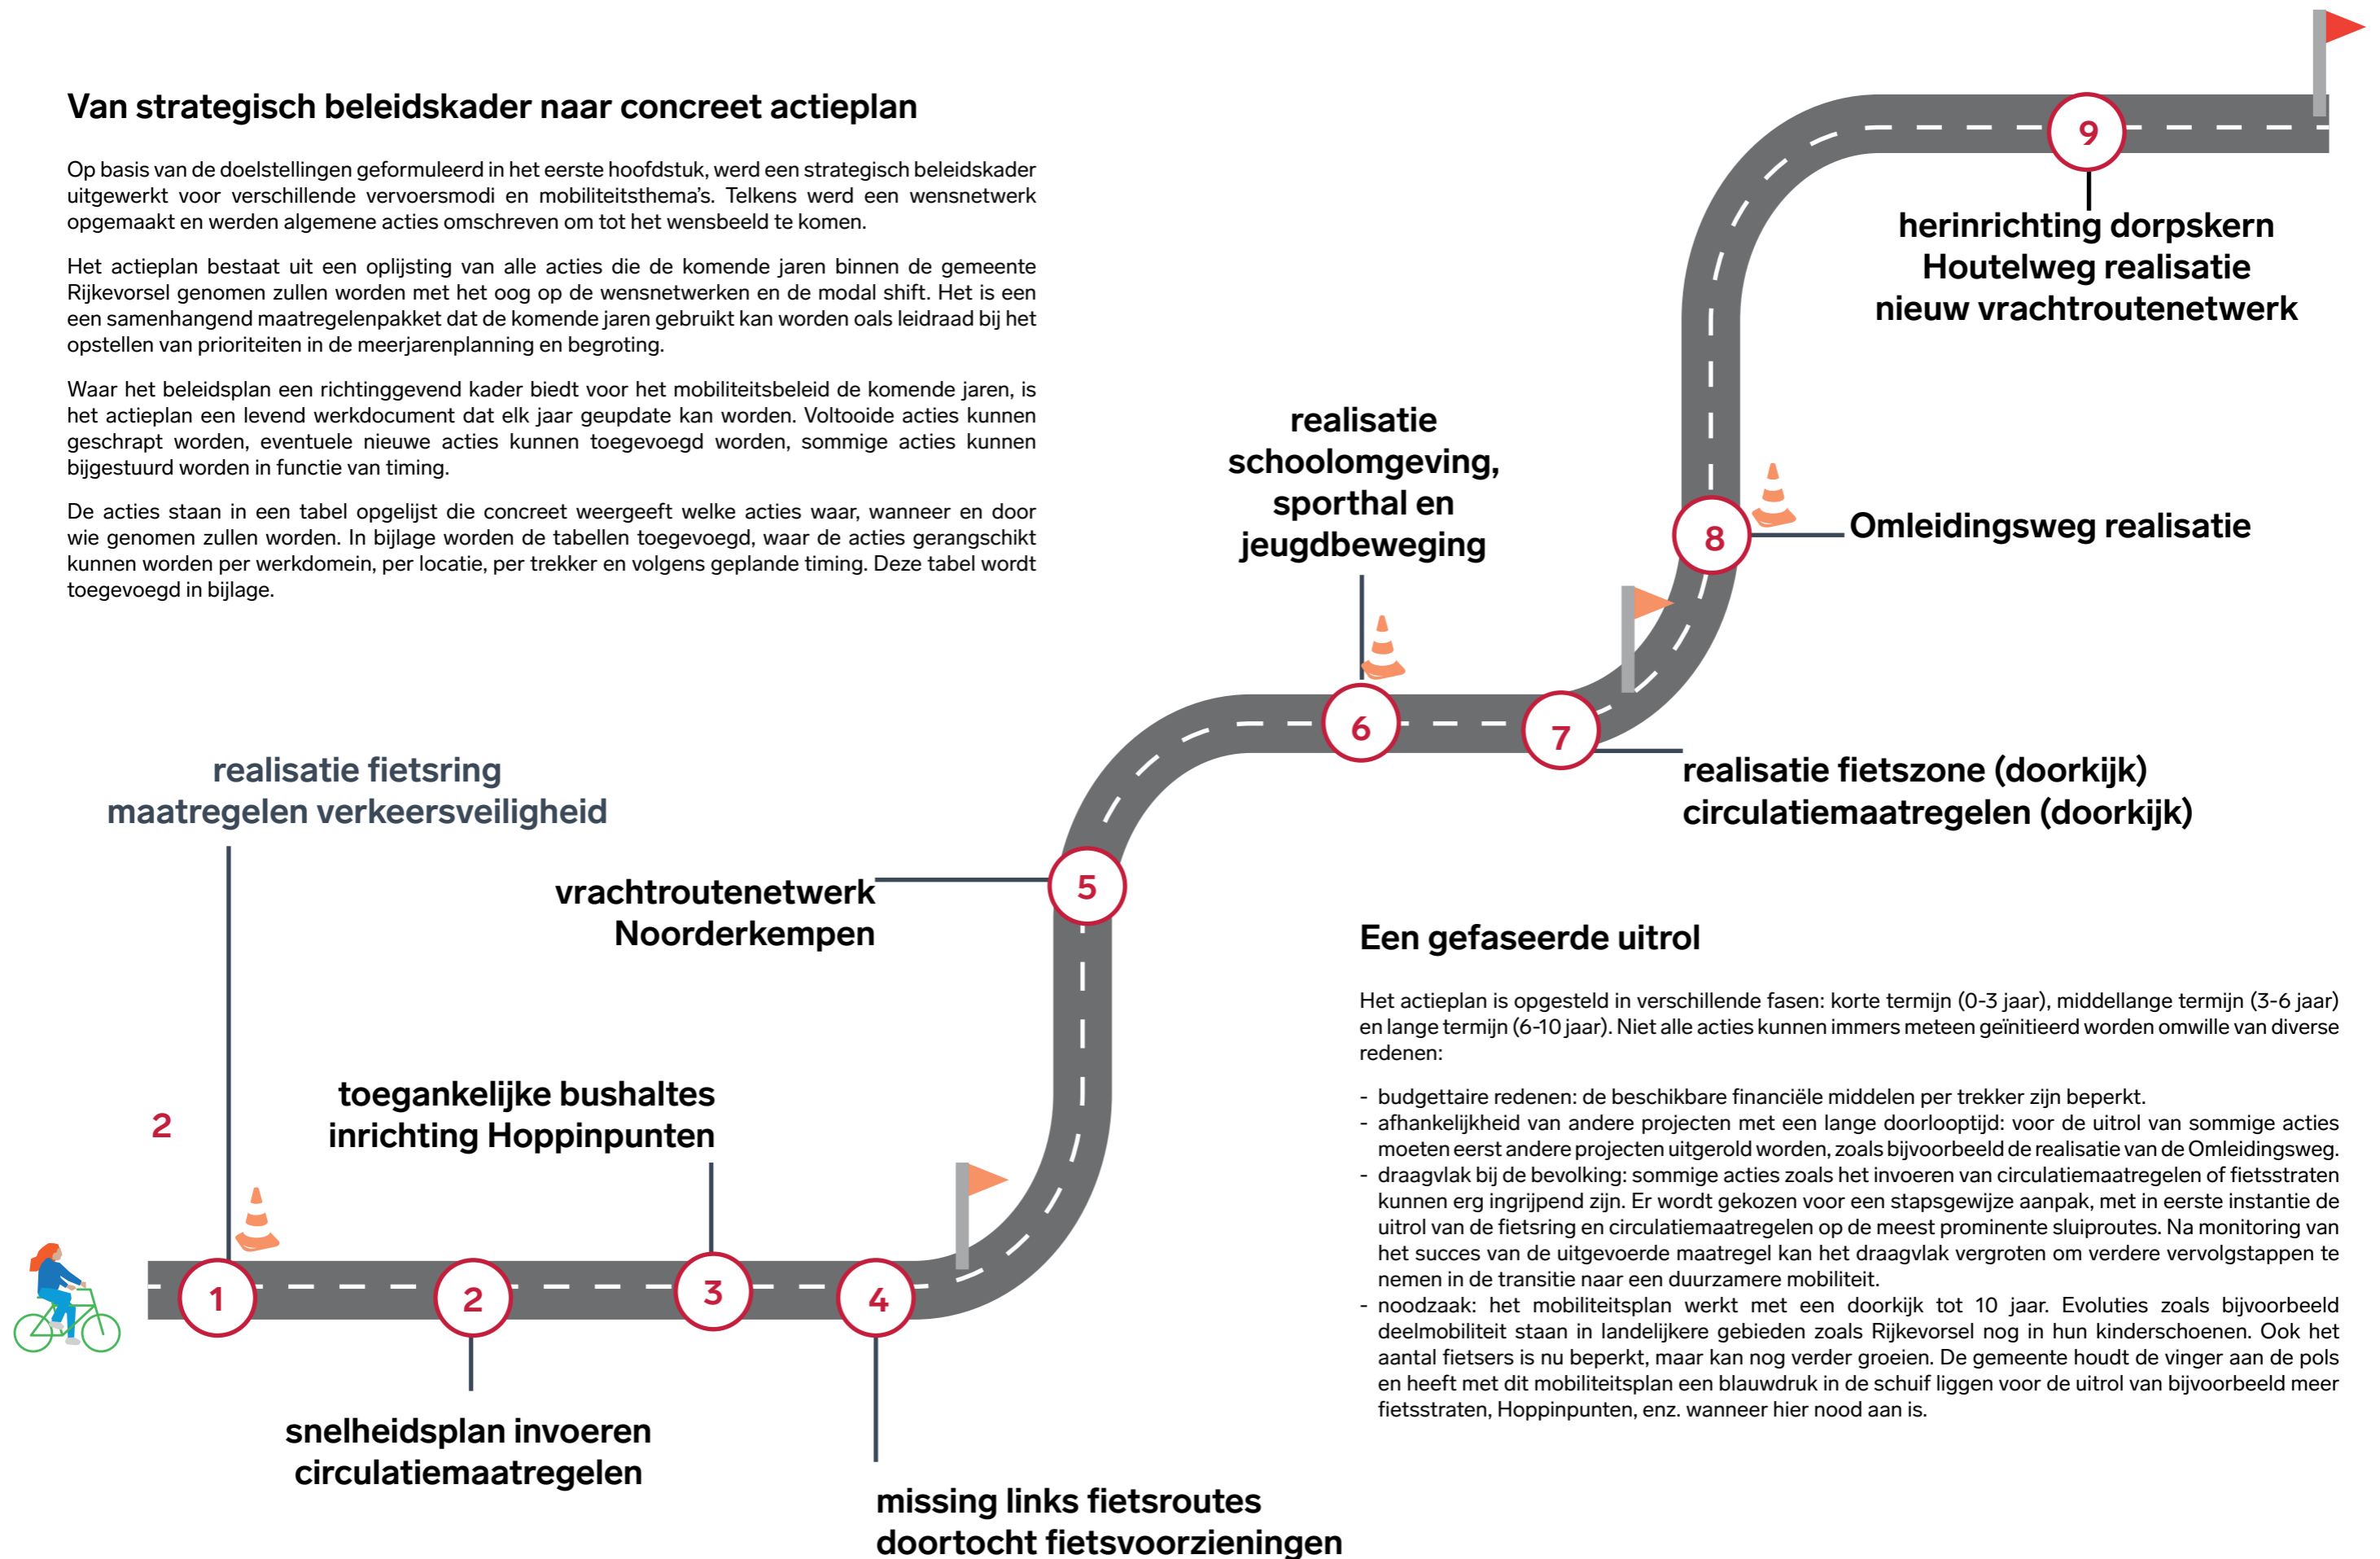 Van strategisch beleidskader naar concreet actieplan
Op basis van de doelstellingen geformuleerd in het eerste hoofdstuk, werd een strategisch beleidskader
uitgewerkt voor verschillende vervoersmodi en mobiliteitsthema's. Telkens werd een wensnetwerk
opgemaakt en werden algemene acties omschreven om tot het wensbeeld te komen.
Het actieplan bestaat uit een oplijsting van alle acties die de komende jaren binnen de gemeente
Rijkevorsel genomen zullen worden met het oog op de wensnetwerken en de modal shift. Het is een
een samenhangend maatregelenpakket dat de komende jaren gebruikt kan worden oals leidraad bij het
opstellen van prioriteiten in de meerjarenplanning en begroting.
Waar het beleidsplan een richtinggevend kader biedt voor het mobiliteitsbeleid de komende jaren, is
het actieplan een levend werkdocument dat elk jaar geupdate kan worden. Voltooide acties kunnen
geschrapt worden, eventuele nieuwe acties kunnen toegevoegd worden, sommige acties kunnen
bijgestuurd worden in functie van timing.
De acties staan in een tabel opgelijst die concreet weergeeft welke acties waar, wanneer en door
wie genomen zullen worden. In bijlage worden de tabellen toegevoegd, waar de acties gerangschikt
kunnen worden per werkdomein, per locatie, per trekker en volgens geplande timing. Deze tabel wordt
toegevoegd in bijlage.
9
herinrichting dorpskern
Houtelweg realisatie
nieuw vrachtroutenetwerk
realisatie
schoolomgeving,
sporthal en
jeugdbeweging
8
Omleidingsweg realisatie
6
7
realisatie fietszone (doorkijk)
circulatiemaatregelen (doorkijk)
realisatie fietsring
maatregelen verkeersveiligheid
vrachtroutenetwerk
Noorderkempen
5
2
toegankelijke bushaltes
inrichting Hoppinpunten
1
2
3
4
snelheidsplan invoeren
circulatiemaatregelen
missing links fietsroutes
doortocht fietsvoorzieningen
Een gefaseerde uitrol
Het actieplan is opgesteld in verschillende fasen: korte termijn (0-3 jaar), middellange termijn (3-6 jaar)
en lange termijn (6-10 jaar). Niet alle acties kunnen immers meteen geïnitieerd worden omwille van diverse
redenen:
- budgettaire redenen: de beschikbare financiële middelen per trekker zijn beperkt.
- afhankelijkheid van andere projecten met een lange doorlooptijd: voor de uitrol van sommige acties
moeten eerst andere projecten uitgerold worden, zoals bijvoorbeeld de realisatie van de Omleidingsweg.
- draagvlak bij de bevolking: sommige acties zoals het invoeren van circulatiemaatregelen of fietsstraten
kunnen erg ingrijpend zijn. Er wordt gekozen voor een stapsgewijze aanpak, met in eerste instantie de
uitrol van de fietsring en circulatiemaatregelen op de meest prominente sluiproutes. Na monitoring van
het succes van de uitgevoerde maatregel kan het draagvlak vergroten om verdere vervolgstappen te
nemen in de transitie naar een duurzamere mobiliteit.
- noodzaak: het mobiliteitsplan werkt met een doorkijk tot 10 jaar. Evoluties zoals bijvoorbeeld
deelmobiliteit staan in landelijkere gebieden zoals Rijkevorsel nog in hun kinderschoenen. Ook het
aantal fietsers is nu beperkt, maar kan nog verder groeien. De gemeente houdt de vinger aan de pols
en heeft met dit mobiliteitsplan een blauwdruk in de schuif liggen voor de uitrol van bijvoorbeeld meer
fietsstraten, Hoppinpunten, enz. wanneer hier nood aan is.